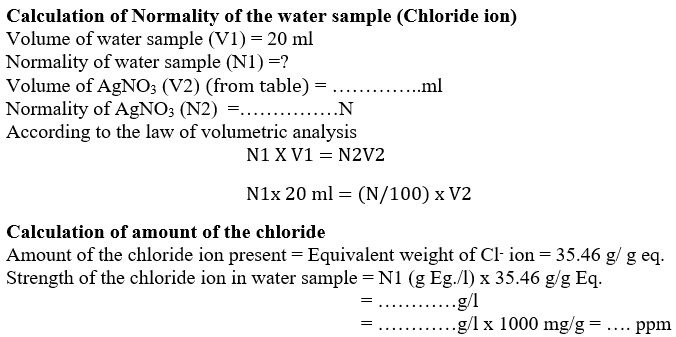 Calculation of Normality of the water sample (Chloride ion)
Volume of water sample (V1) = 20 ml
Normality of water sample (N1) =?
Volume of AgNO₃ (V2) (from table) = …………..ml
Normality of AgNO₃ (N2) =……………N
According to the law of volumetric analysis
N1 X V1 = N2V2
N1x 20 ml = (N/100) x V2
Calculation of amount of the chloride
Amount of the chloride ion present = Equivalent weight of Cl⁻ ion = 35.46 g/ g eq.
Strength of the chloride ion in water sample = N1 (g Eg./l) x 35.46 g/g Eq.
= …………g/l
= …………g/l x 1000 mg/g = …. ppm